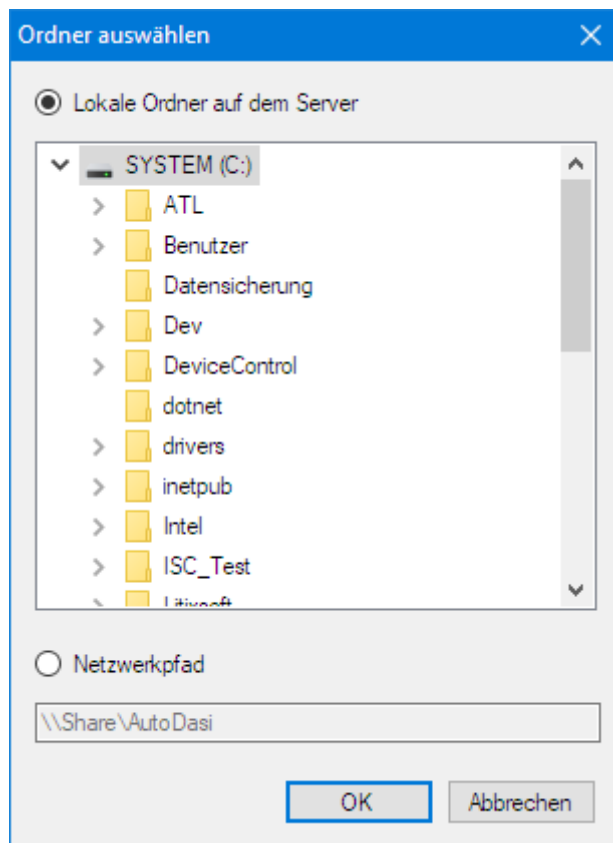 Ordner auswählen
Lokale Ordner auf dem Server
SYSTEM (C:)
ATL
Benutzer
Datensicherung
Dev
DeviceControl
dotnet
drivers
inetpub
Intel
ISC_Test
Netzwerkpfad
\\Share\AutoDasi
OK Abbrechen